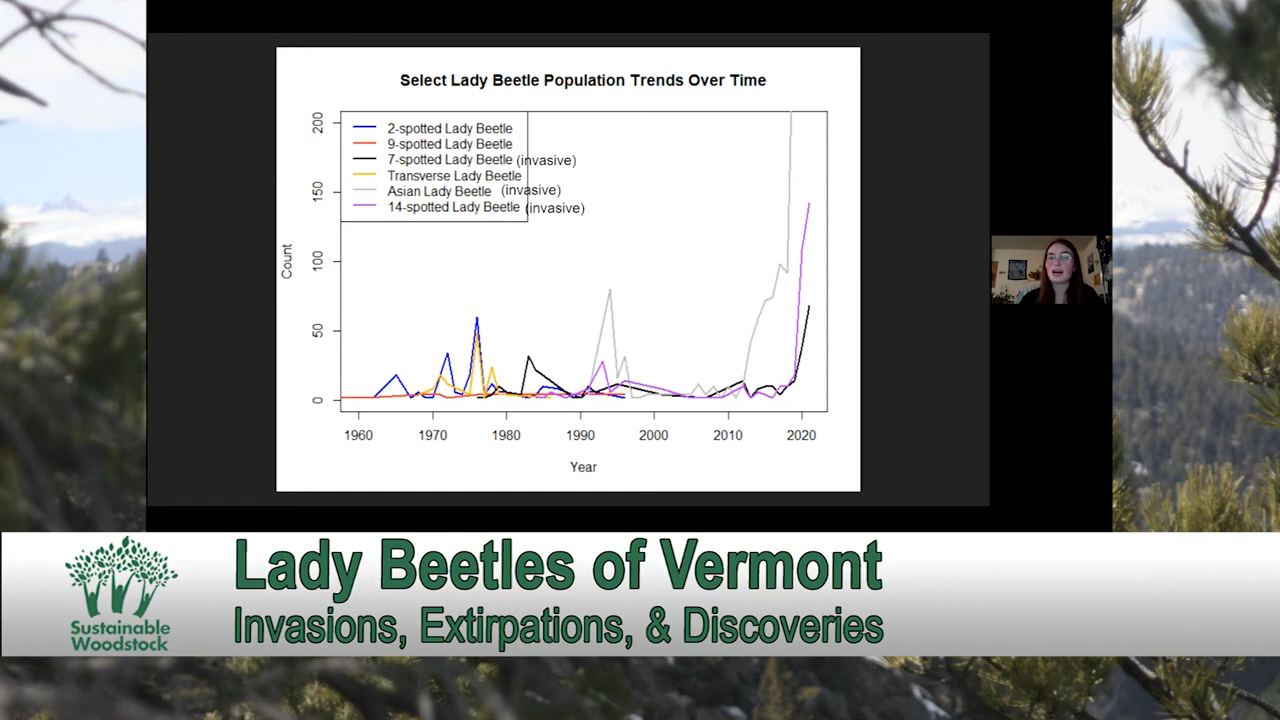 Select Lady Beetle Population Trends Over Time
2-spotted Lady Beetle
9-spotted Lady Beetle
7-spotted Lady Beetle (invasive)
Transverse Lady Beetle
Asian Lady Beetle (invasive)
14-spotted Lady Beetle (invasive)
Count
200
150
100
50
0
1960 1970 1980 1990 2000 2010 2020
Year
Lady Beetles of Vermont
Invasions, Extirpations, & Discoveries
Sustainable
Woodstock